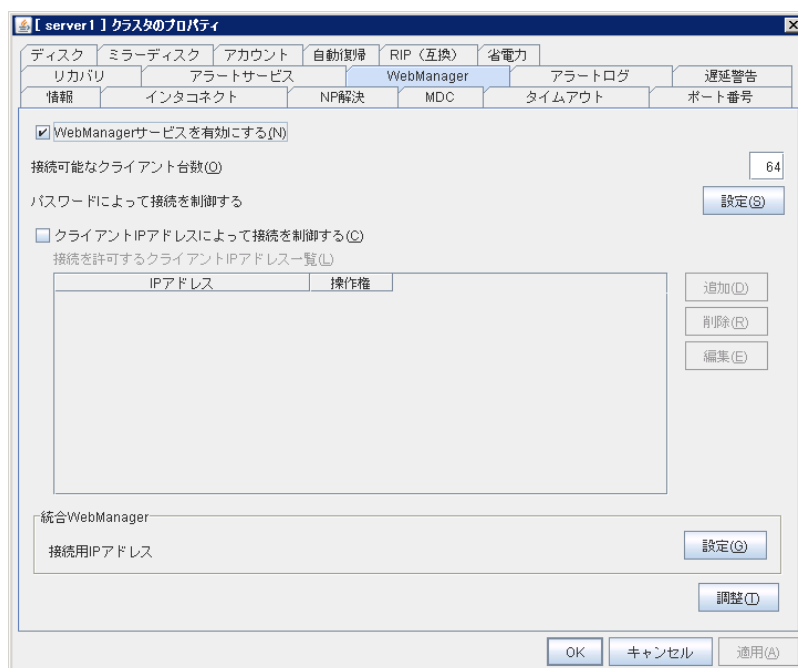 [ server1 ] クラスタのプロパティ
ディスク ミラーディスク アカウント 自動復帰 RIP（互換） 省電力
リカバリ アラートサービス WebManager アラートログ 遅延警告
情報 インタコネクト NP解決 MDC タイムアウト ポート番号
WebManagerサービスを有効にする(N)
接続可能なクライアント台数(O) 64
パスワードによって接続を制御する 設定(S)
クライアントIPアドレスによって接続を制御する(C)
接続を許可するクライアントIPアドレス一覧(L)
IPアドレス 操作権
追加(D)
削除(R)
編集(E)
統合WebManager
接続用IPアドレス 設定(G)
調整(T)
OK キャンセル 適用(A)